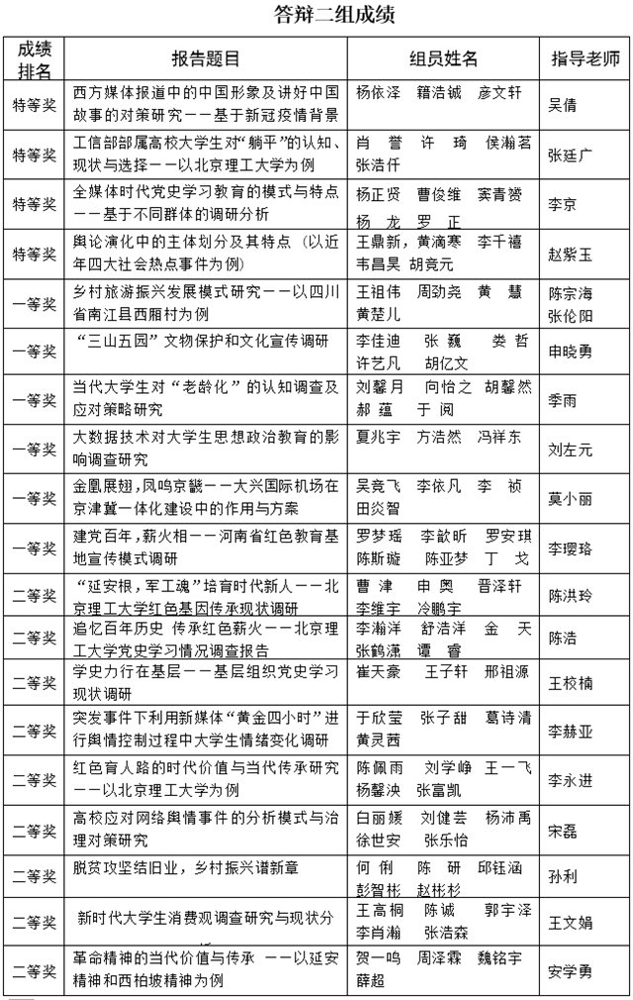 答辩二组成绩
成绩
排名 报告题目 组员姓名 指导老师
特等奖 西方媒体报道中的中国形象及讲好中国 杨依泽 籍浩诚 彦文轩 吴倩
故事的对策研究——基于新冠疫情背景
特等奖 工信部部属高校大学生对“躺平”的认知、 肖 誉 许 琦 侯瀚茗 张廷广
现状与选择——以北京理工大学为例 张浩仟
特等奖 全媒体时代党史学习教育的模式与特点 杨正贤 曹俊维 窦青赟 李京
——基于不同群体的调研分析 杨 龙 罗 正
特等奖 舆论演化中的主体划分及其特点 (以近 王鼎新，黄滴寒 李千禧 赵紫玉
年四大社会热点事件为例) 韦昌昊 胡竞元
一等奖 乡村旅游振兴发展模式研究——以四川 王祖伟 周劲尧 黄 慧 陈宗海
省南江县西厢村为例 黄楚儿 张伦阳
一等奖 “三山五园”文物保护和文化宣传调研 李佳迪 张 巍 娄 哲 申晓勇
许艺凡 胡亿文
一等奖 当代大学生对“老龄化”的认知调查及 刘馨月 向怡之 胡馨然 季雨
应对策略研究 郝 蕴 于 阅
一等奖 大数据技术对大学生思想政治教育的影 夏兆宇 方浩然 冯祥东 刘左元
响调查研究
一等奖 金凰展翅,凤鸣京畿——大兴国际机场在 吴竞飞 李依凡 李 祯 莫小丽
京津冀一体化建设中的作用与方案 田炎智
一等奖 建党百年,薪火相——河南省红色教育基 罗梦瑶 李歆昕 罗安琪 李璎珞
地宣传模式调研 陈斯璇 陈亚梦 丁 戈
二等奖 “延安根,军工魂”培育时代新人——北 曹 津 申 奥 晋泽轩 陈洪玲
京理工大学红色基因传承现状调研 李维宇 冷鹏宇
二等奖 追忆百年历史 传承红色薪火——北京理 李瀚洋 舒浩洋 金 天 陈浩
工大学党史学习情况调查报告 张鹤潇 谭 睿
二等奖 学史力行在基层——基层组织党史学习 崔天豪 王子轩 邢祖源 王校楠
现状调研
二等奖 突发事件下利用新媒体“黄金四小时”进 于欣莹 张子甜 葛诗清 李赫亚
行舆情控制过程中大学生情绪变化调研 黄灵茜
二等奖 红色育人路的时代价值与当代传承研究 陈佩雨 刘学峥 王一飞 李永进
——以北京理工大学为例 杨馨泱 张富凯
二等奖 高校应对网络舆情事件的分析模式与治 白丽媛 刘健芸 杨沛禹 宋磊
理对策研究 徐世安 张乐怡
二等奖 脱贫攻坚结旧业，乡村振兴谱新章 何 俐 陈 研 邱钰涵 孙利
彭智彬 赵彬杉
二等奖 新时代大学生消费观调查研究与现状分 王高桐 陈诚 郭宇泽 王文娟
李肖瀚 张浩森
二等奖 革命精神的当代价值与传承 ——以延安 贺一鸣 周泽霖 魏铭宇 安学勇
精神和西柏坡精神为例 薛超